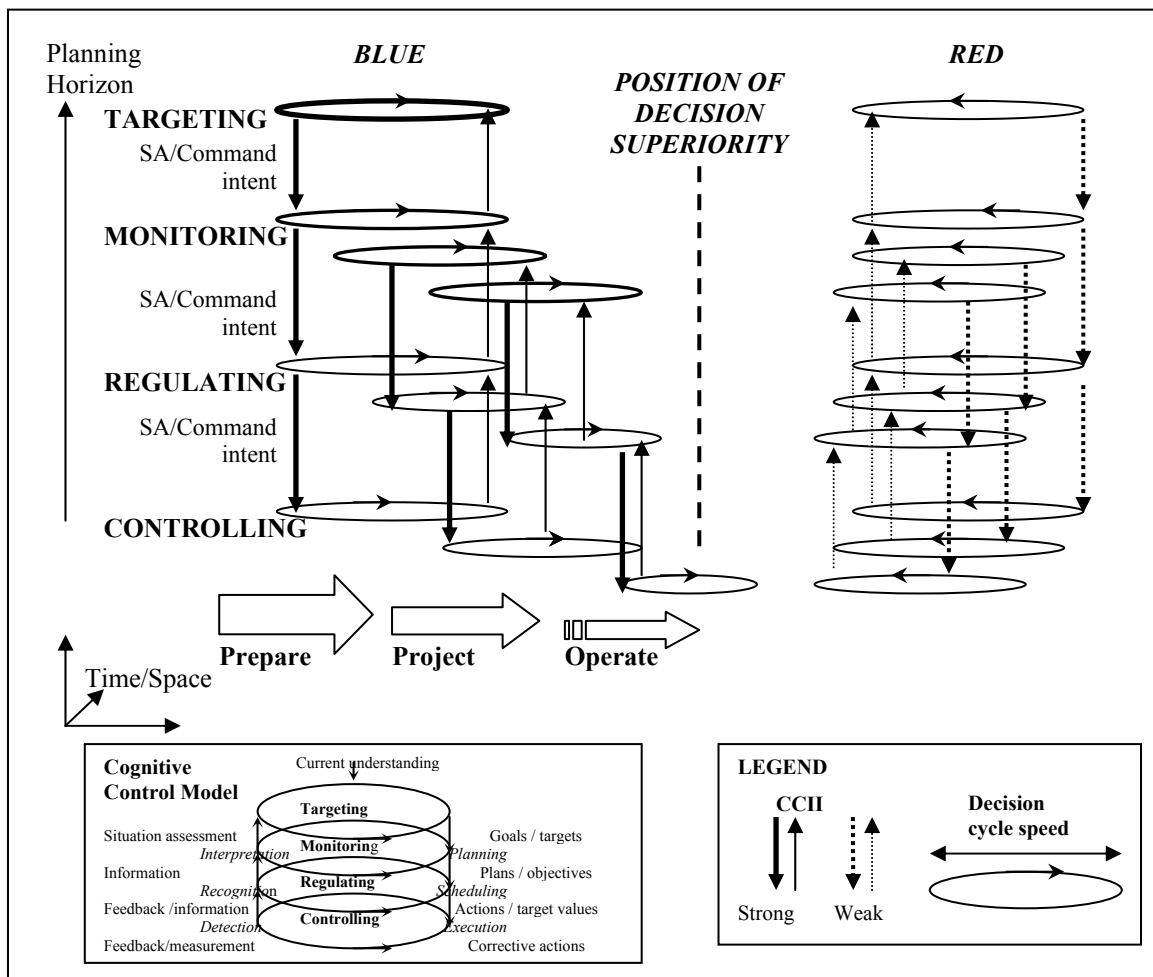 Planning
Horizon
BLUE
RED
POSITION OF
DECISION
SUPERIORITY
TARGETING
SA/Command
intent
MONITORING
SA/Command
intent
REGULATING
SA/Command
intent
CONTROLLING
Prepare
Project
Operate
Time/Space
Cognitive
Control Model
Current understanding
Targeting
Situation assessment
Goals / targets
Interpretation
Monitoring
Planning
Information
Plans / objectives
Recognition
Regulating
Scheduling
Feedback /information
Actions / target values
Detection
Controlling
Execution
Feedback/measurement
Corrective actions
LEGEND
CCII
Decision
cycle speed
Strong
Weak